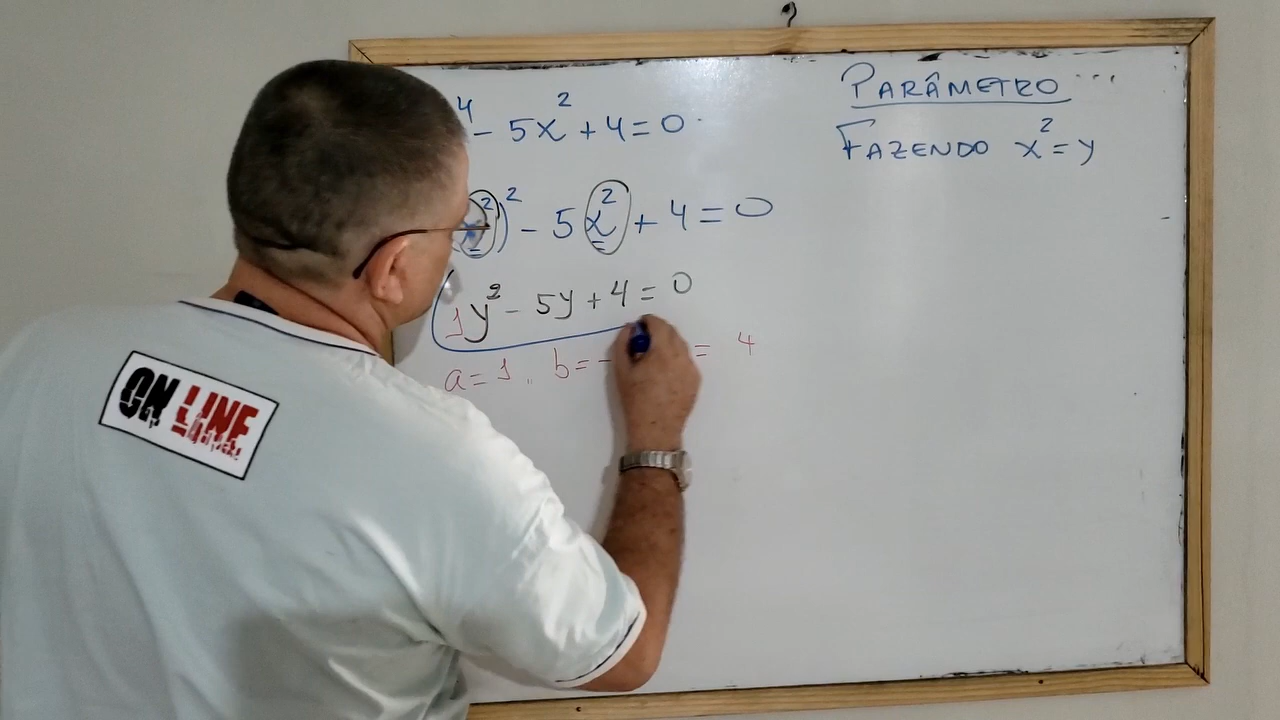 ⁴ - 5x² + 4 = 0
x²)² - 5x² + 4 = 0
1y² - 5y + 4 = 0
a = 1, b = - = 4
PARÂMETRO...
FAZENDO x² = y
ON LINE